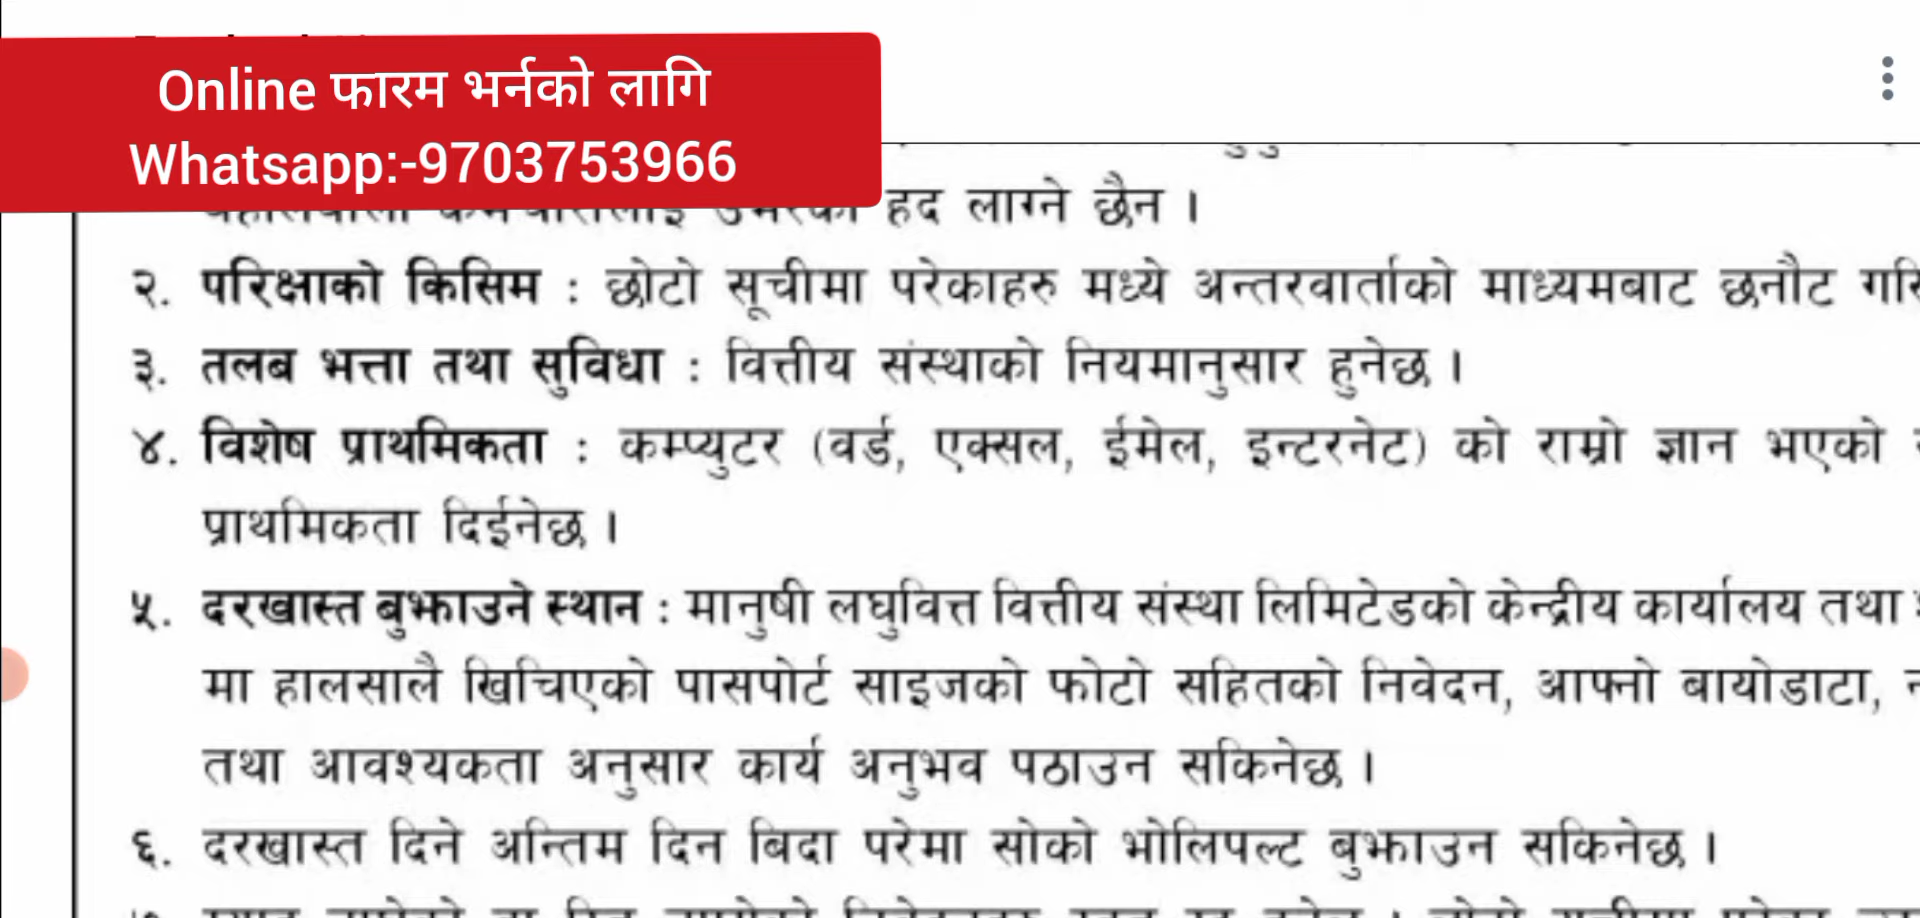 Online फारम भर्नको लागि
Whatsapp:-9703753966
हद लाग्ने छैन ।
२. परिक्षाको किसिम : छोटो सूचीमा परेकाहरु मध्ये अन्तरवार्ताको माध्यमबाट छनौट
३. तलब भत्ता तथा सुविधा : वित्तीय संस्थाको नियमानुसार हुनेछ ।
४. विशेष प्राथमिकता : कम्प्युटर (वर्ड, एक्सल, ईमेल, इन्टरनेट) को राम्रो ज्ञान भएको
प्राथमिकता दिईनेछ ।
५. दरखास्त बुझाउने स्थान : मानुषी लघुवित्त वित्तीय संस्था लिमिटेडको केन्द्रीय कार्यालय तथा
मा हालसालै खिचिएको पासपोर्ट साइजको फोटो सहितको निवेदन, आफ्नो बायोडाटा,
तथा आवश्यकता अनुसार कार्य अनुभव पठाउन सकिनेछ ।
६. दरखास्त दिने अन्तिम दिन बिदा परेमा सोको भोलिपल्ट बुझाउन सकिनेछ ।